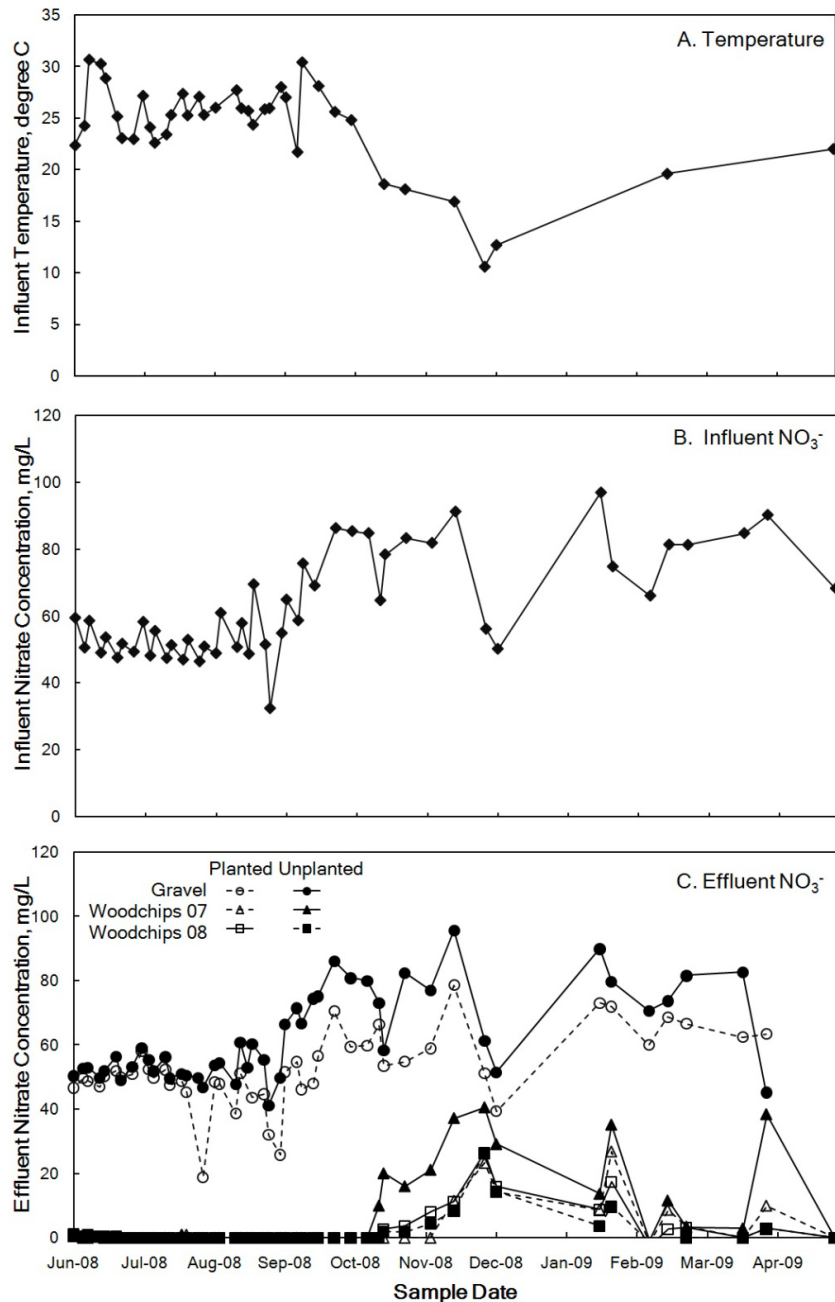 A. Temperature
Influent Temperature, degree C
35
30
25
20
15
10
5
0
B. Influent NO₃⁻
Influent Nitrate Concentration, mg/L
120
100
80
60
40
20
0
C. Effluent NO₃⁻
Planted Unplanted
Gravel
Woodchips 07
Woodchips 08
Effluent Nitrate Concentration, mg/L
120
100
80
60
40
20
0
Jun-08 Jul-08 Aug-08 Sep-08 Oct-08 Nov-08 Dec-08 Jan-09 Feb-09 Mar-09 Apr-09
Sample Date